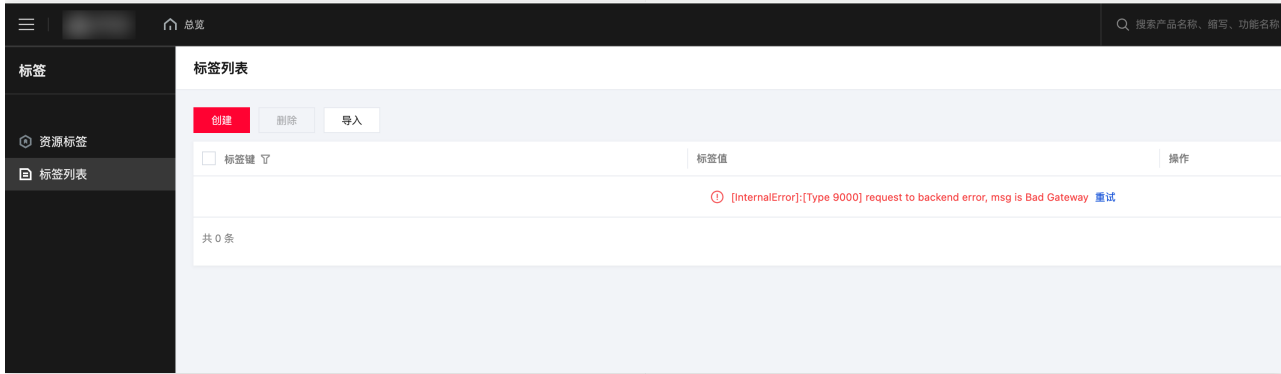 总览
搜索产品名称、缩写、功能名称
标签
标签列表
创建 删除 导入
资源标签
标签键 标签值 操作
标签列表
[InternalError]:[Type 9000] request to backend error, msg is Bad Gateway 重试
共 0 条